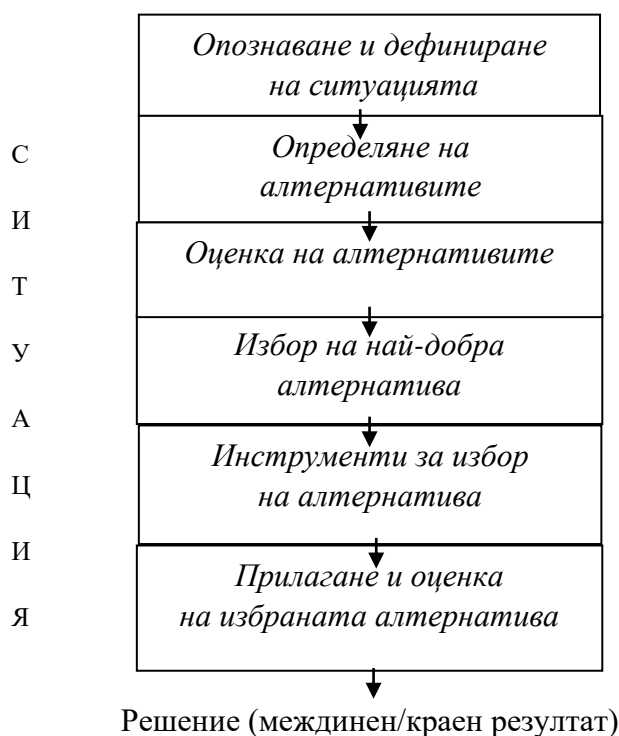 Опознаване и дефиниране
на ситуацията
Определяне на
алтернативите
Оценка на алтернативите
Избор на най-добра
алтернатива
Инструменти за избор
на алтернатива
Прилагане и оценка
на избраната алтернатива
С
И
Т
У
А
Ц
И
Я
Решение (междинен/краен резултат)